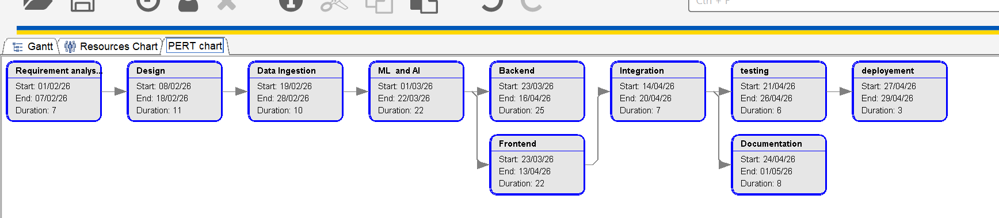 Ctrl + F
Gantt
Resources Chart
PERT chart
Requirement analys...
Start: 01/02/26
End: 07/02/26
Duration: 7
Design
Start: 08/02/26
End: 18/02/26
Duration: 11
Data Ingestion
Start: 19/02/26
End: 28/02/26
Duration: 10
ML  and AI
Start: 01/03/26
End: 22/03/26
Duration: 22
Backend
Start: 23/03/26
End: 16/04/26
Duration: 25
Integration
Start: 14/04/26
End: 20/04/26
Duration: 7
testing
Start: 21/04/26
End: 26/04/26
Duration: 6
deployement
Start: 27/04/26
End: 29/04/26
Duration: 3
Frontend
Start: 23/03/26
End: 13/04/26
Duration: 22
Documentation
Start: 24/04/26
End: 01/05/26
Duration: 8